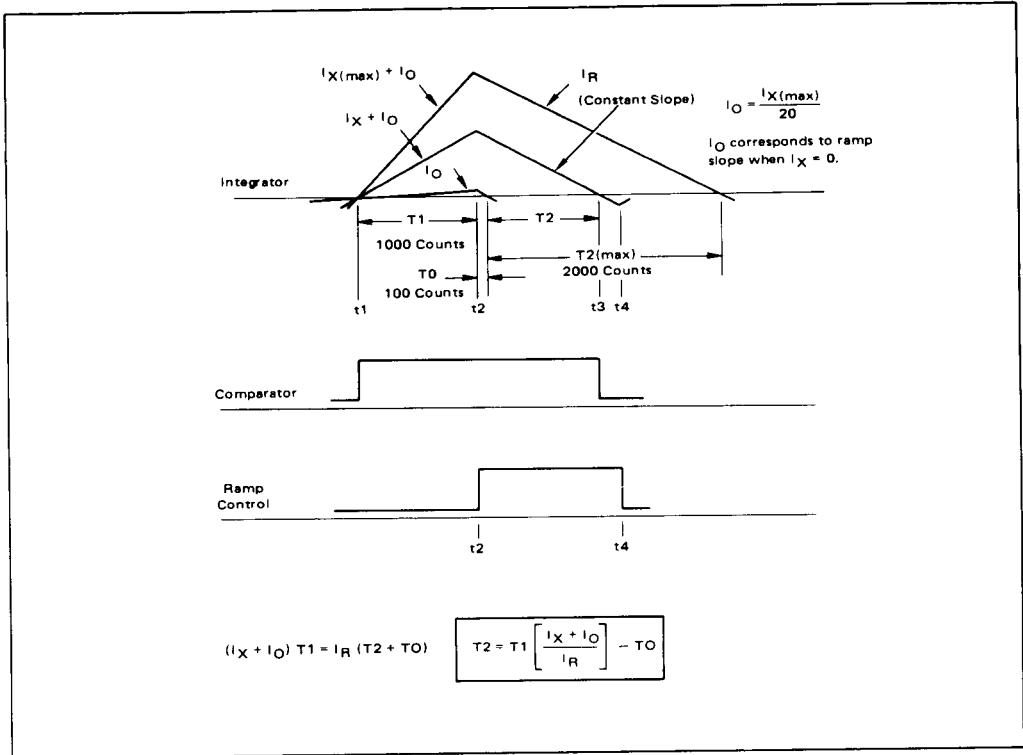 IX(max) + IO
IR
(Constant Slope)
IO = IX(max) / 20
IX + IO
IO corresponds to ramp
slope when IX = 0.
IO
Integrator
T1
T2
1000 Counts
T2(max)
2000 Counts
T0
100 Counts
t1
t2
t3
t4
Comparator
Ramp
Control
t2
t4
(IX + IO) T1 = IR (T2 + TO)
T2 = T1 [ IX + IO / IR ] – TO